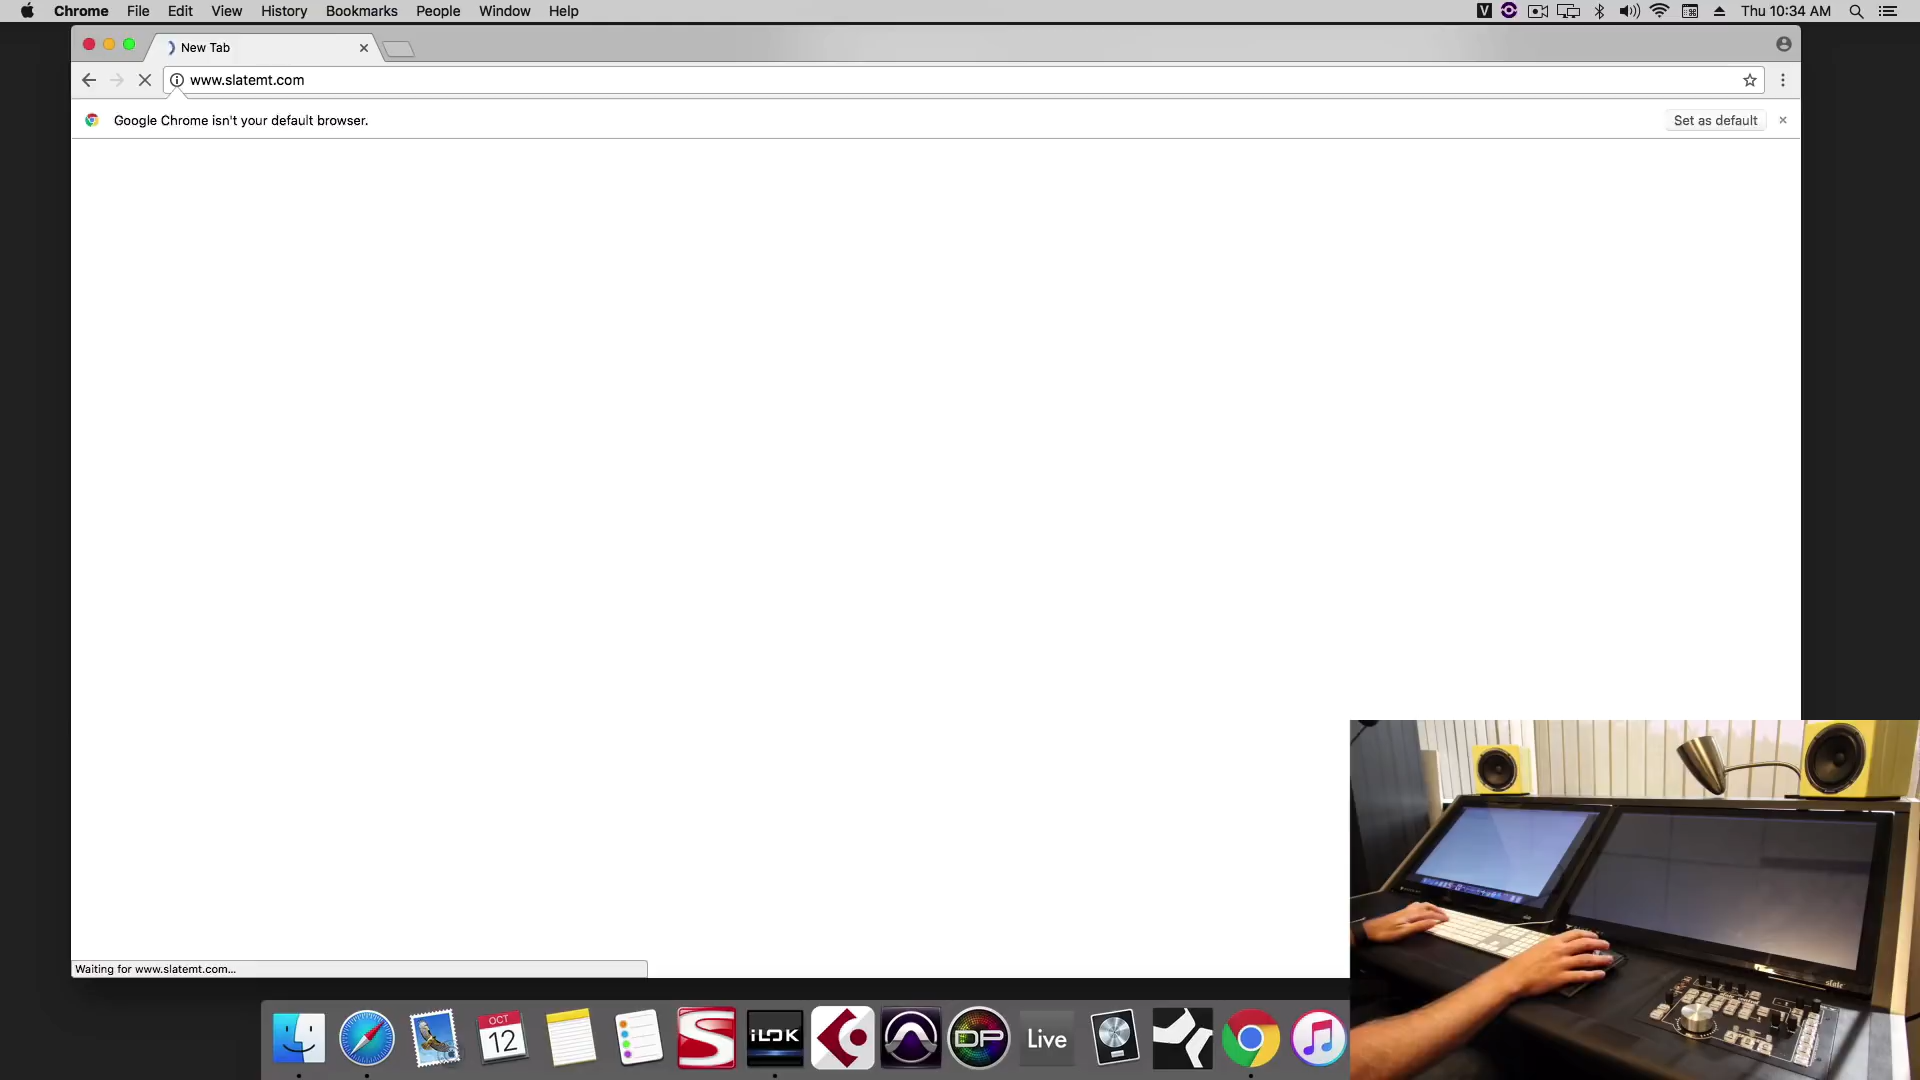 Chrome File Edit View History Bookmarks People Window Help
V Thu 10:34 AM
New Tab
www.slatemt.com
Google Chrome isn't your default browser.
Set as default
Waiting for www.slatemt.com...
OCT
12
S
iLOK
DP
Live
slate